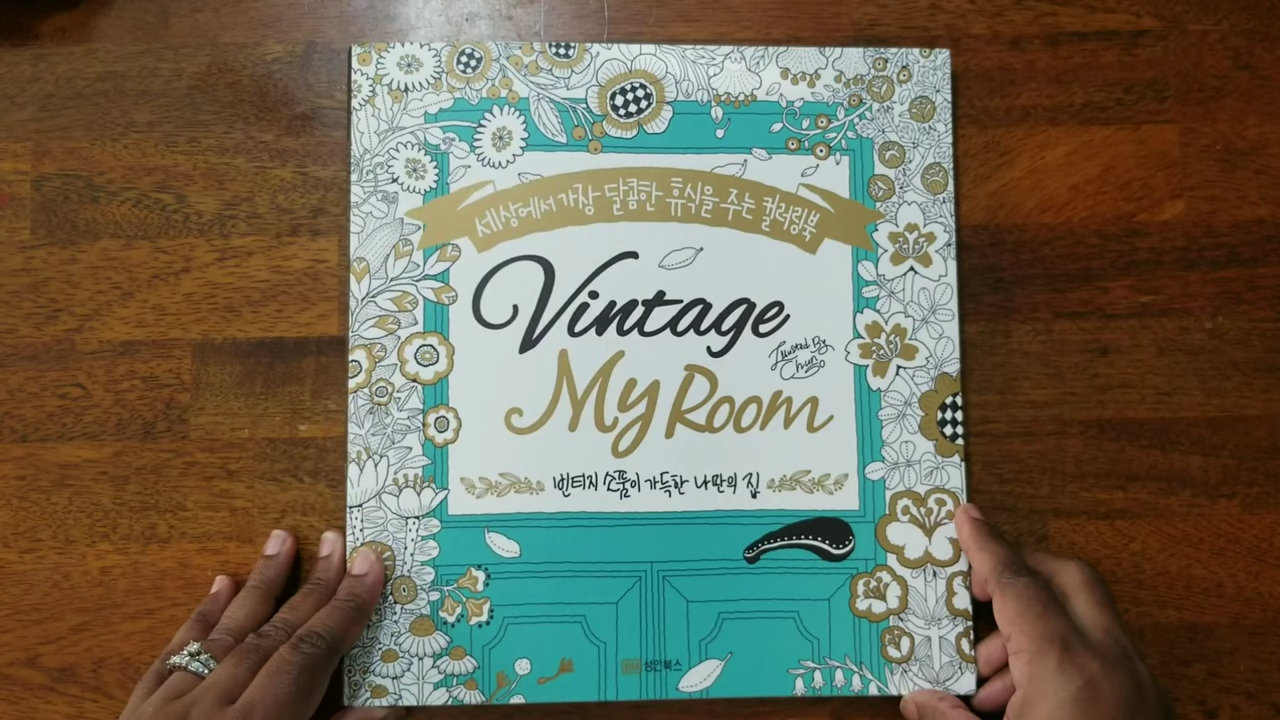 세상에서 가장 달콤한 휴식을 주는 컬러링북
Vintage
Illusted By
Chunso
My Room
빈티지 소품이 가득한 나만의 집
BM 성안북스